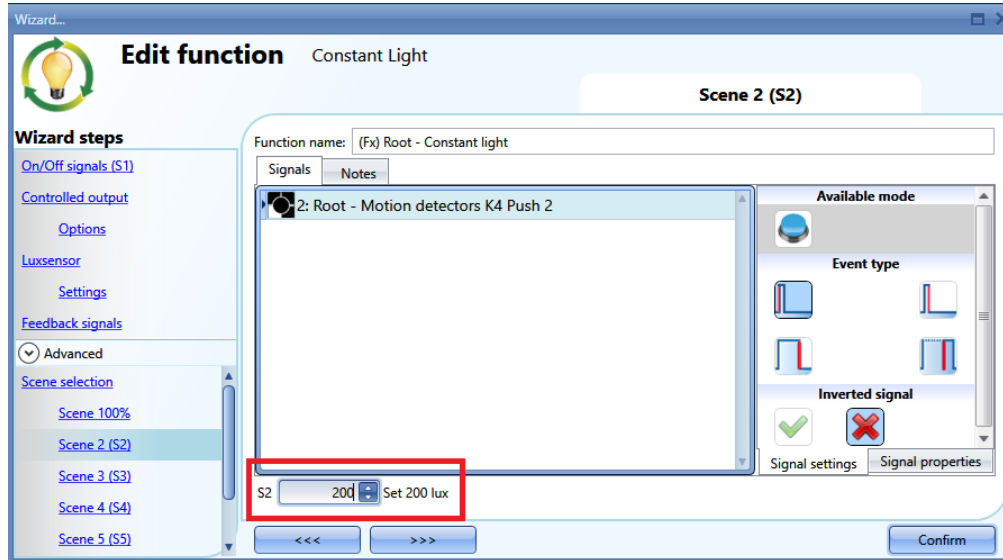 Wizard...
Edit function Constant Light
Scene 2 (S2)
Wizard steps
On/Off signals (S1)
Controlled output
Options
Luxsensor
Settings
Feedback signals
Advanced
Scene selection
Scene 100%
Scene 2 (S2)
Scene 3 (S3)
Scene 4 (S4)
Scene 5 (S5)
Function name: (Fx) Root - Constant light
Signals Notes
2: Root - Motion detectors K4 Push 2
Available mode
Event type
Inverted signal
Signal settings Signal properties
S2 200 Set 200 lux
<<< >>> Confirm